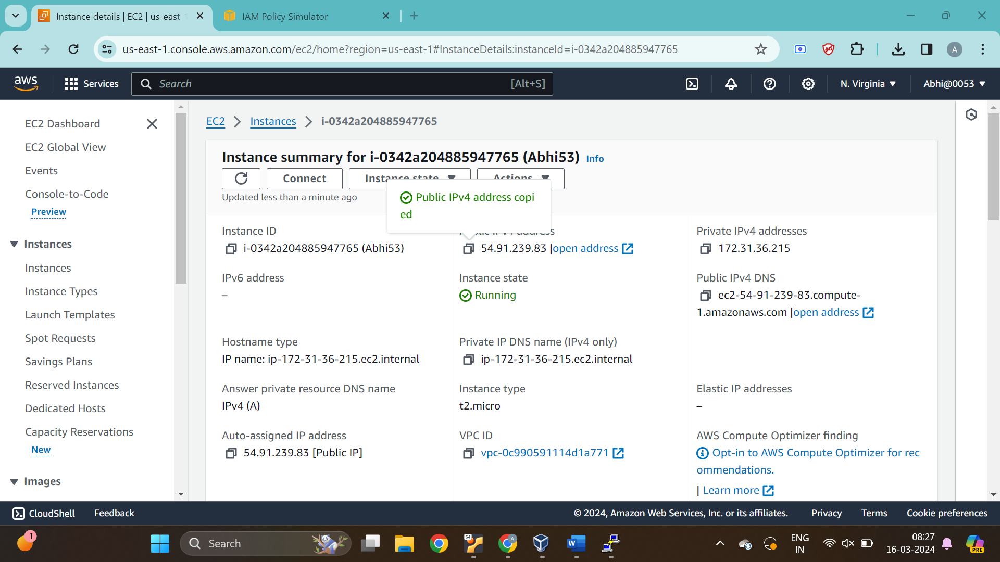 Instance details | EC2 | us-east-1
IAM Policy Simulator
us-east-1.console.aws.amazon.com/ec2/home?region=us-east-1#InstanceDetails:instanceId=i-0342a204885947765
A
aws
Services
Search
[Alt+S]
N. Virginia
Abhi@0053
EC2 Dashboard
EC2 Global View
Events
Console-to-Code
Preview
Instances
Instances
Instance Types
Launch Templates
Spot Requests
Savings Plans
Reserved Instances
Dedicated Hosts
Capacity Reservations
New
Images
EC2
Instances
i-0342a204885947765
Instance summary for i-0342a204885947765 (Abhi53) Info
Connect
Instance state
Actions
Updated less than a minute ago
Public IPv4 address copi
ed
Instance ID
i-0342a204885947765 (Abhi53)
Public IPv4 address
54.91.239.83 |open address
Private IPv4 addresses
172.31.36.215
IPv6 address
–
Instance state
Running
Public IPv4 DNS
ec2-54-91-239-83.compute-
1.amazonaws.com |open address
Hostname type
IP name: ip-172-31-36-215.ec2.internal
Private IP DNS name (IPv4 only)
ip-172-31-36-215.ec2.internal
Answer private resource DNS name
IPv4 (A)
Instance type
t2.micro
Elastic IP addresses
–
Auto-assigned IP address
54.91.239.83 [Public IP]
VPC ID
vpc-0c990591114d1a771
AWS Compute Optimizer finding
Opt-in to AWS Compute Optimizer for rec
ommendations.
| Learn more
CloudShell
Feedback
© 2024, Amazon Web Services, Inc. or its affiliates.
Privacy
Terms
Cookie preferences
1
Search
64
A
W
ENG
IN
08:27
16-03-2024
PRE